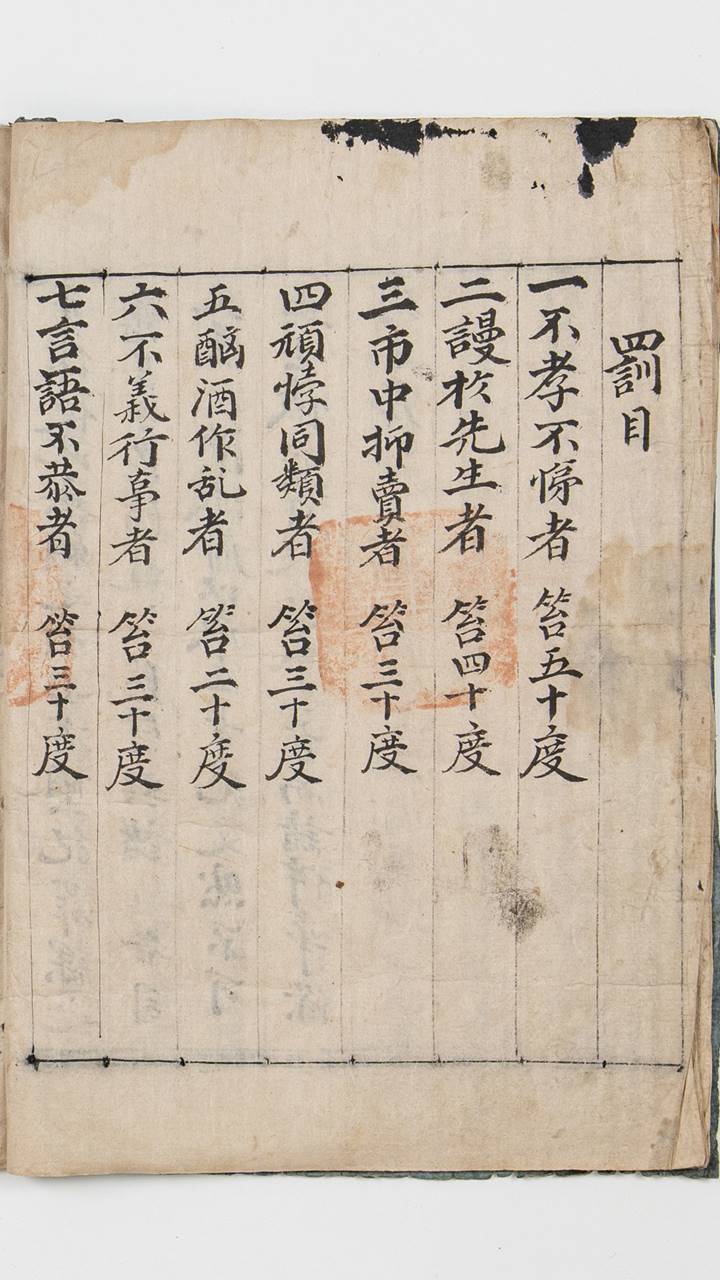 罰目
一不孝不悌者 笞五十度
二謾於先生者 笞四十度
三市中抑賣者 笞三十度
四頑悖同類者 笞三十度
五酗酒作乱者 笞二十度
六不義行事者 笞三十度
七言語不恭者 笞三十度